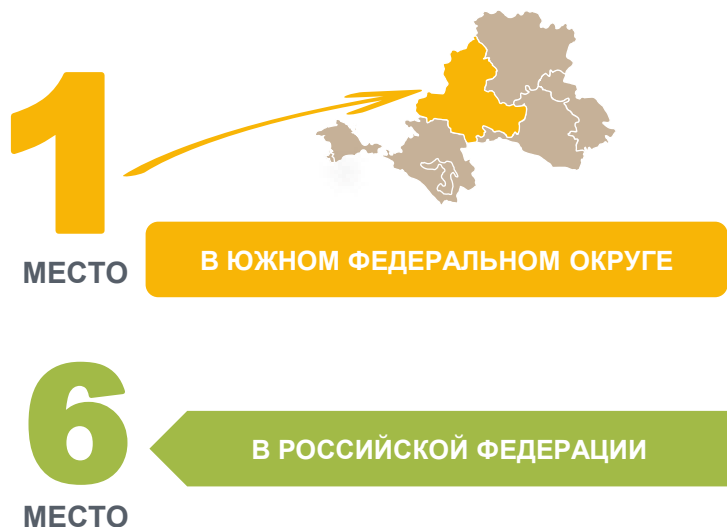 1
МЕСТО
В ЮЖНОМ ФЕДЕРАЛЬНОМ ОКРУГЕ
6
МЕСТО
В РОССИЙСКОЙ ФЕДЕРАЦИИ